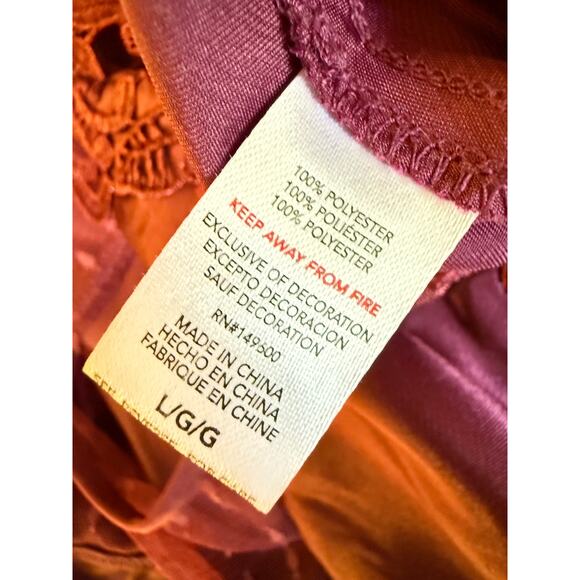 100% POLYESTER
100% POLIÉSTER
100% POLYESTER
KEEP AWAY FROM FIRE
EXCLUSIVE OF DECORATION
EXCEPTO DECORACION
SAUF DECORATION
RN#149500
MADE IN CHINA
HECHO EN CHINA
FABRIQUE EN CHINE
L/G/G